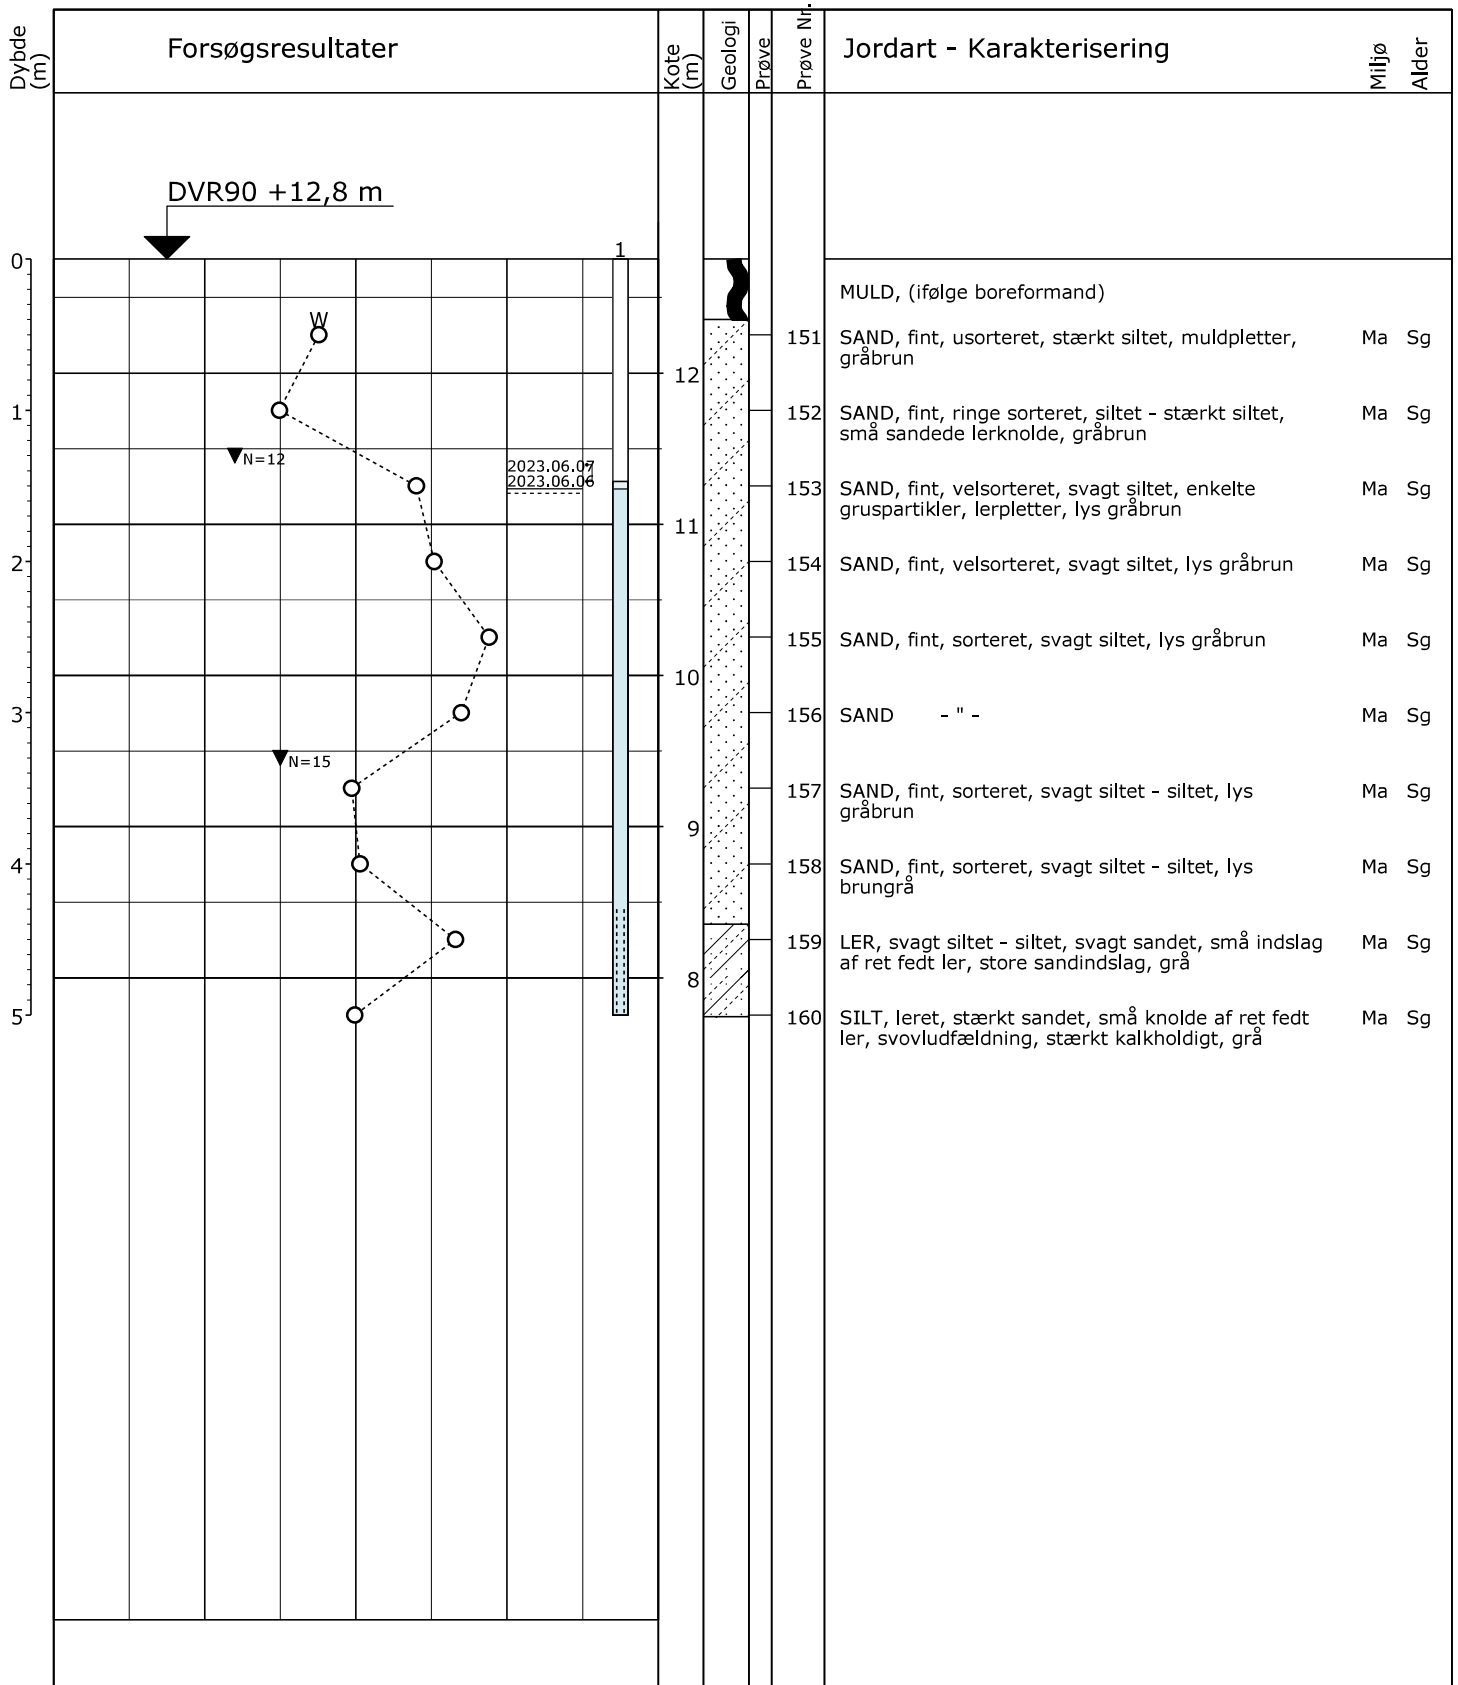 Dybde (m)
Forsøgsresultater
Kote (m)
Geologi
Prøve
Prøve Nr.
Jordart - Karakterisering
Miljø
Alder
DVR90 +12,8 m
0
1
MULD, (ifølge boreformand)
W
151 SAND, fint, usorteret, stærkt siltet, muldpletter, Ma Sg
gråbrun
12
1
152 SAND, fint, ringe sorteret, siltet - stærkt siltet, Ma Sg
små sandede lerknolde, gråbrun
N=12
2023.06.07
2023.06.06
153 SAND, fint, velsorteret, svagt siltet, enkelte Ma Sg
gruspartikler, lerpletter, lys gråbrun
11
2
154 SAND, fint, velsorteret, svagt siltet, lys gråbrun Ma Sg
155 SAND, fint, sorteret, svagt siltet, lys gråbrun Ma Sg
10
3
156 SAND - " - Ma Sg
N=15
157 SAND, fint, sorteret, svagt siltet - siltet, lys Ma Sg
gråbrun
9
4
158 SAND, fint, sorteret, svagt siltet - siltet, lys Ma Sg
brungrå
159 LER, svagt siltet - siltet, svagt sandet, små indslag Ma Sg
af ret fedt ler, store sandindslag, grå
8
5
160 SILT, leret, stærkt sandet, små knolde af ret fedt Ma Sg
ler, svovludfældning, stærkt kalkholdigt, grå